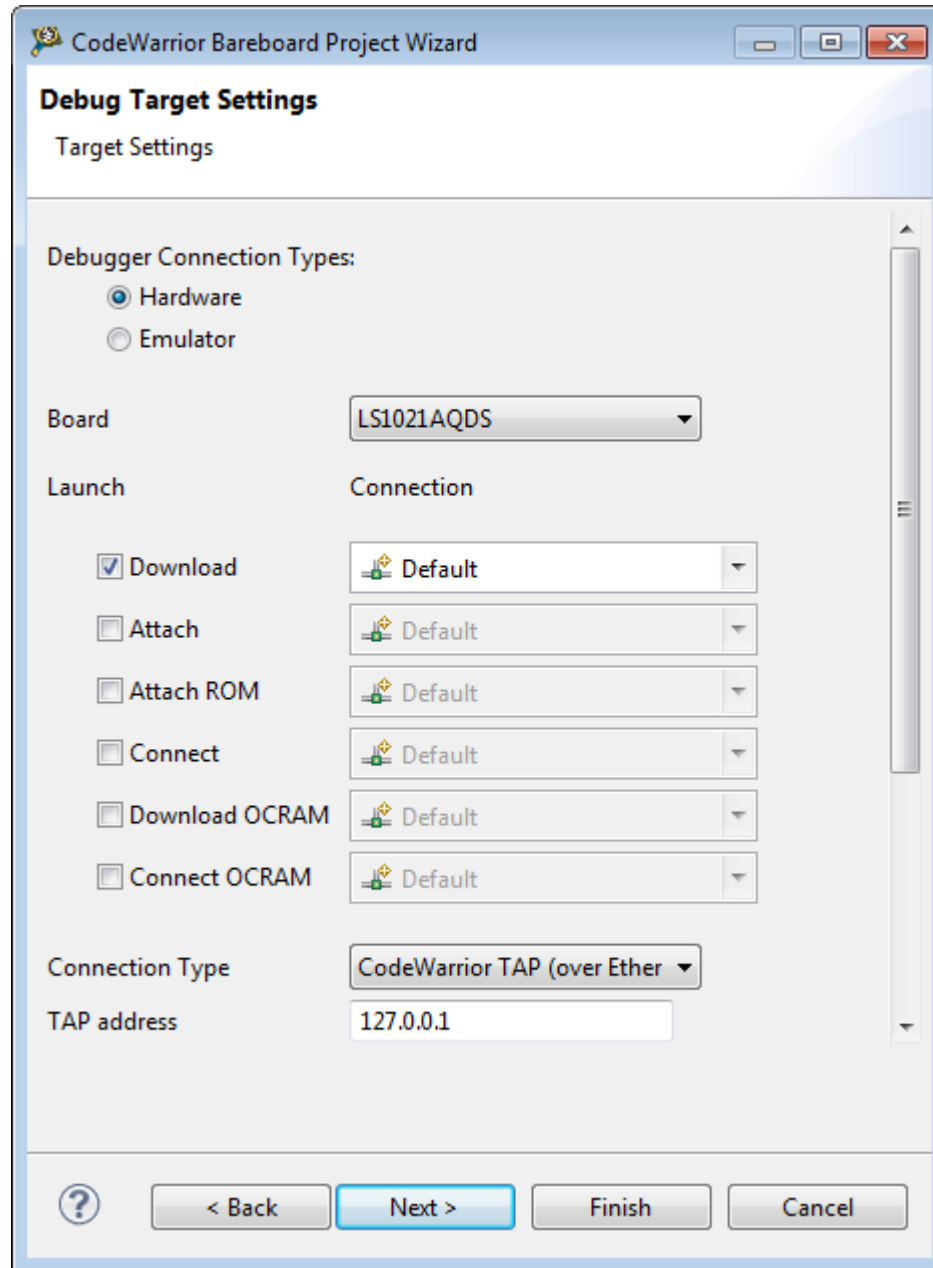 CodeWarrior Bareboard Project Wizard
Debug Target Settings
Target Settings
Debugger Connection Types:
Hardware
Emulator
Board LS1021AQDS
Launch Connection
Download Default
Attach Default
Attach ROM Default
Connect Default
Download OCRAM Default
Connect OCRAM Default
Connection Type CodeWarrior TAP (over Ether
TAP address 127.0.0.1
? < Back Next > Finish Cancel